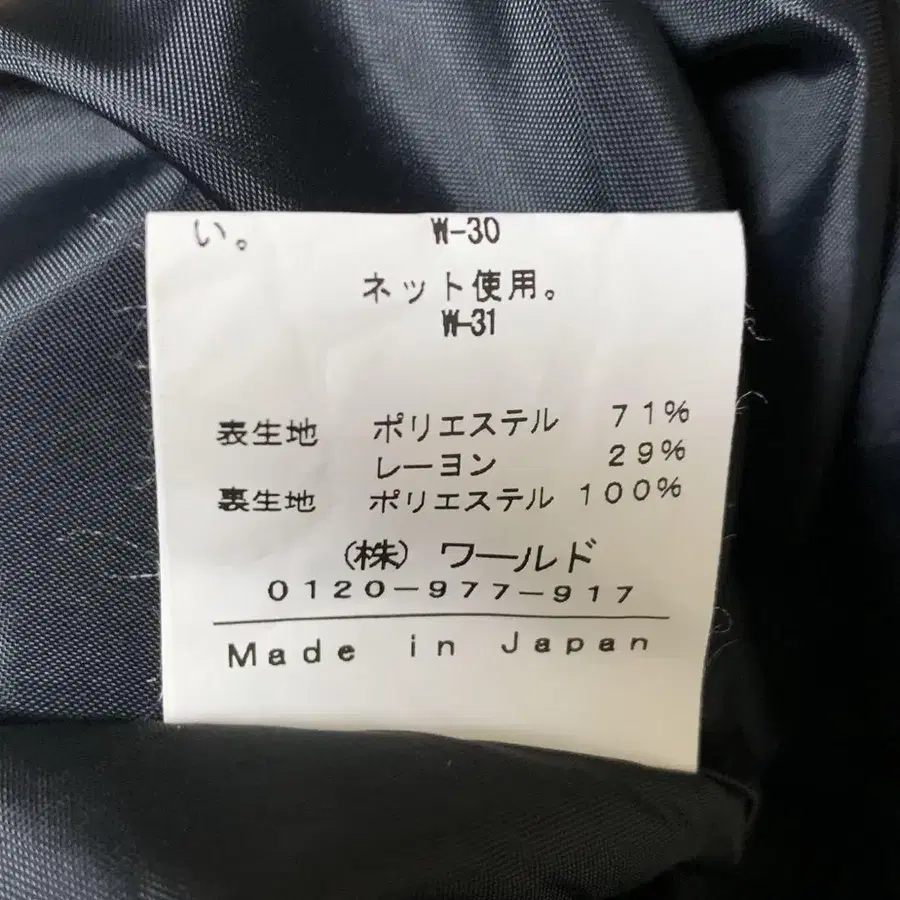 い。 W-30
ネット使用。
W-31
表生地 ポリエステル 71%
レーヨン 29%
裏生地 ポリエステル 100%
(株) ワールド
0120-977-917
Made in Japan